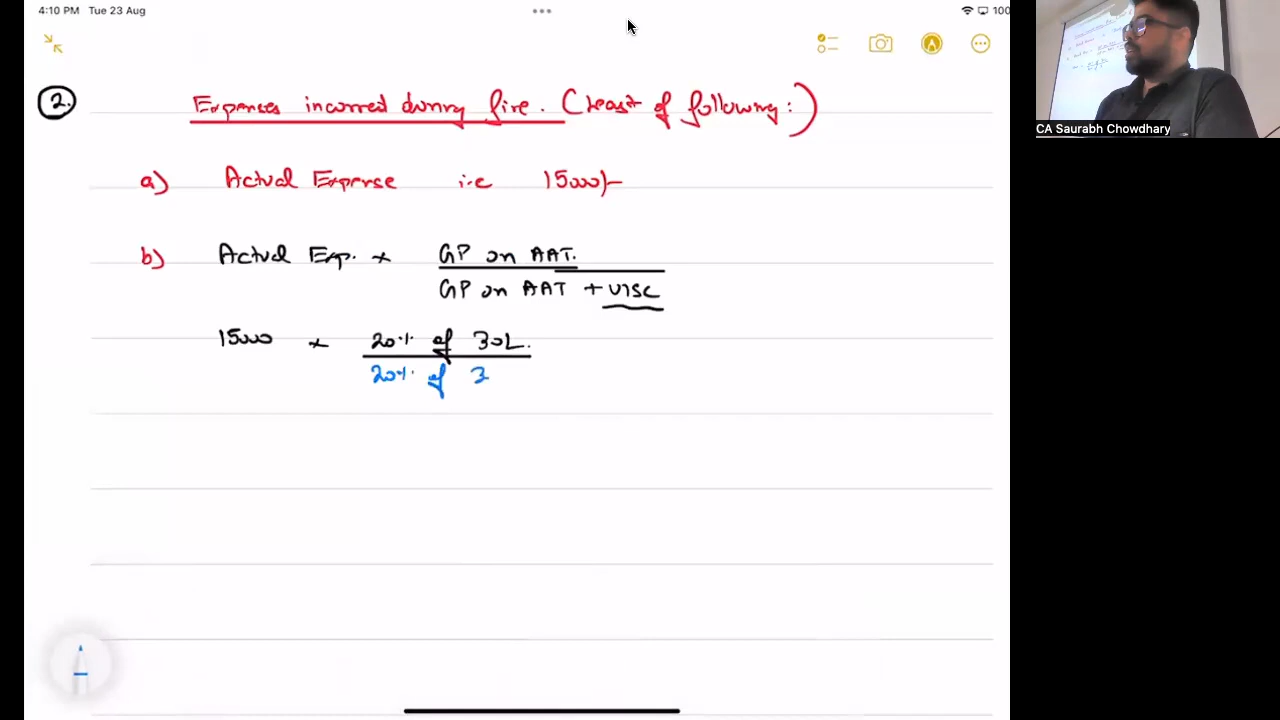 4:10 PM Tue 23 Aug
100
CA Saurabh Chowdhary
2. Expenses incurred during fire. (Least of following:)
a) Actual Expense i.e 15000/-
b) Actual Exp. × GP on AAT.
GP on AAT + UISC
15000 × 20% of 30L.
20% of 3